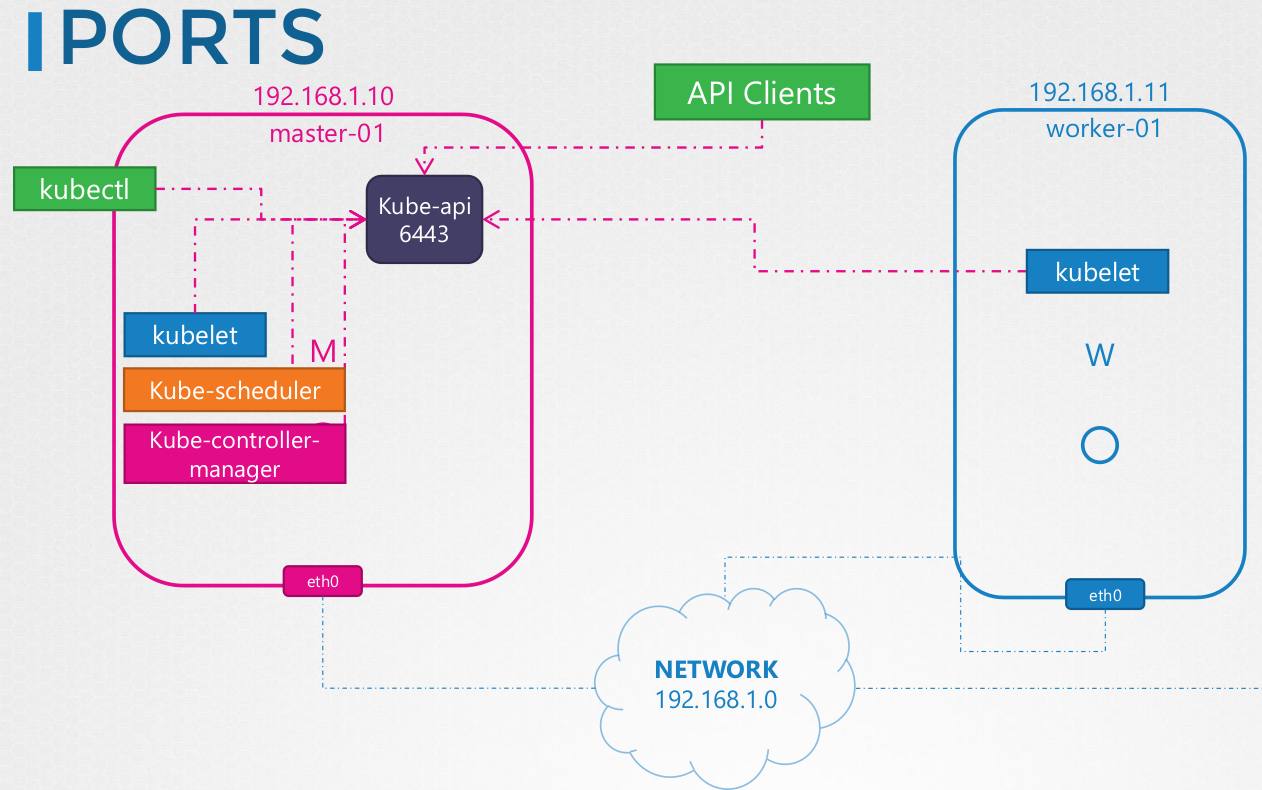 PORTS
192.168.1.10
master-01
API Clients
192.168.1.11
worker-01
kubectl
Kube-api
6443
kubelet
kubelet
M
W
Kube-scheduler
Kube-controller-
manager
eth0
eth0
NETWORK
192.168.1.0